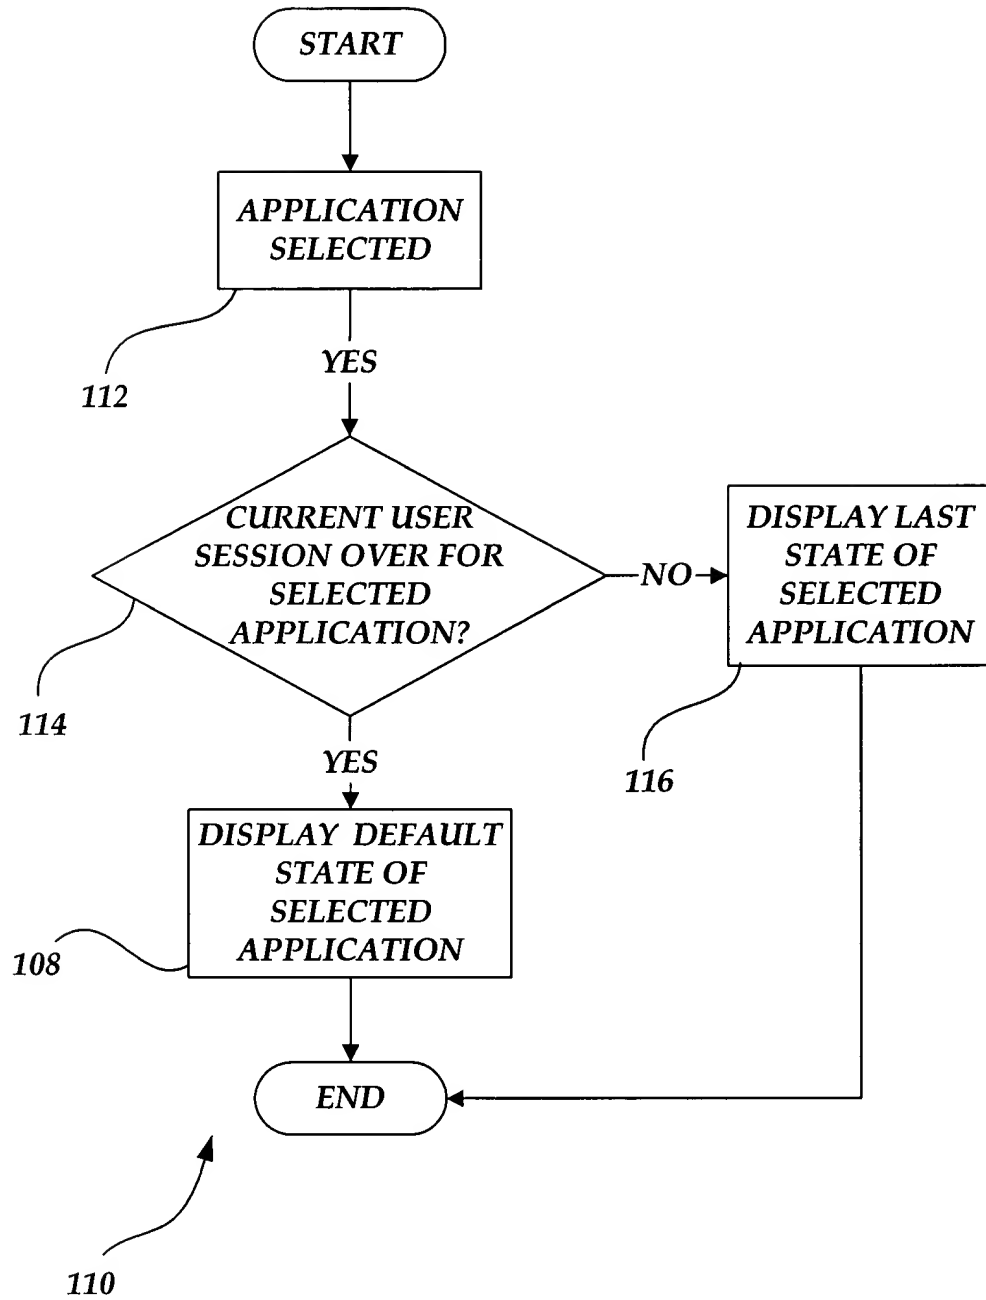 START
APPLICATION
SELECTED
112
YES
CURRENT USER
SESSION OVER FOR
SELECTED
APPLICATION?
114
NO
DISPLAY LAST
STATE OF
SELECTED
APPLICATION
116
YES
DISPLAY DEFAULT
STATE OF
SELECTED
APPLICATION
108
END
110